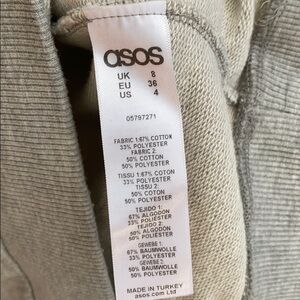 asos
UK 8
EU 36
US 4
05797271
FABRIC 1:67% COTTON
33% POLYESTER
FABRIC 2:
50% COTTON
50% POLYESTER
TISSU 1:67% COTON
33% POLYESTER
TISSU 2:
50% COTON
50% POLYESTER
TEJIDO 1:
67% ALGODON
33% POLIESTER
TEJIDO 2:
50% ALGODON
50% POLIESTER
GEWEBE 1:
67% BAUMWOLLE
33% POLYESTER
GEWEBE 2:
50% BAUMWOLLE
50% POLYESTER
MADE IN TURKEY
asos.com Ltd